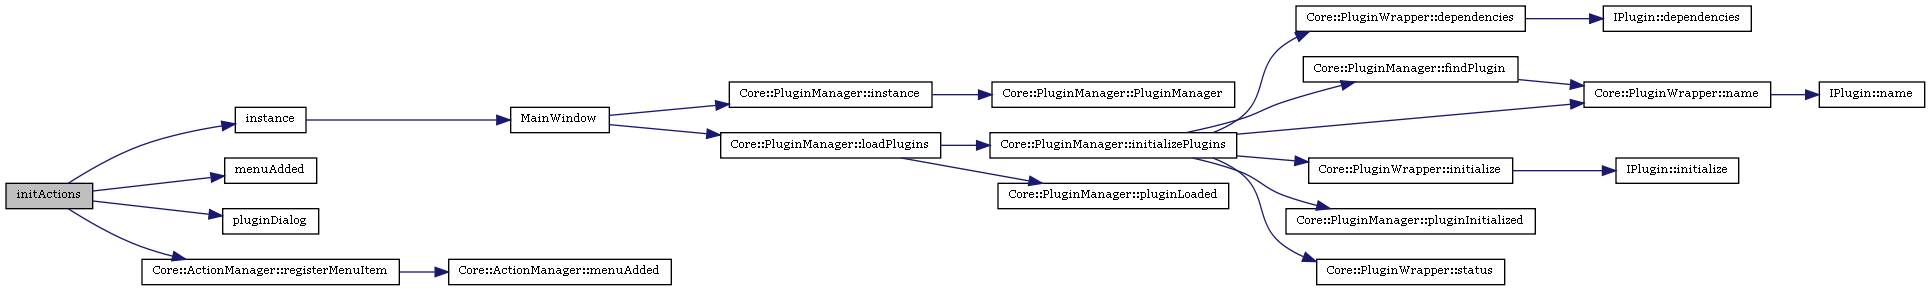 Core::PluginWrapper::dependencies
IPlugin::dependencies
Core::PluginManager::findPlugin
Core::PluginManager::instance
Core::PluginManager::PluginManager
Core::PluginWrapper::name
IPlugin::name
instance
MainWindow
Core::PluginManager::loadPlugins
Core::PluginManager::initializePlugins
menuAdded
Core::PluginWrapper::initialize
IPlugin::initialize
initActions
Core::PluginManager::pluginLoaded
pluginDialog
Core::PluginManager::pluginInitialized
Core::ActionManager::registerMenuItem
Core::ActionManager::menuAdded
Core::PluginWrapper::status